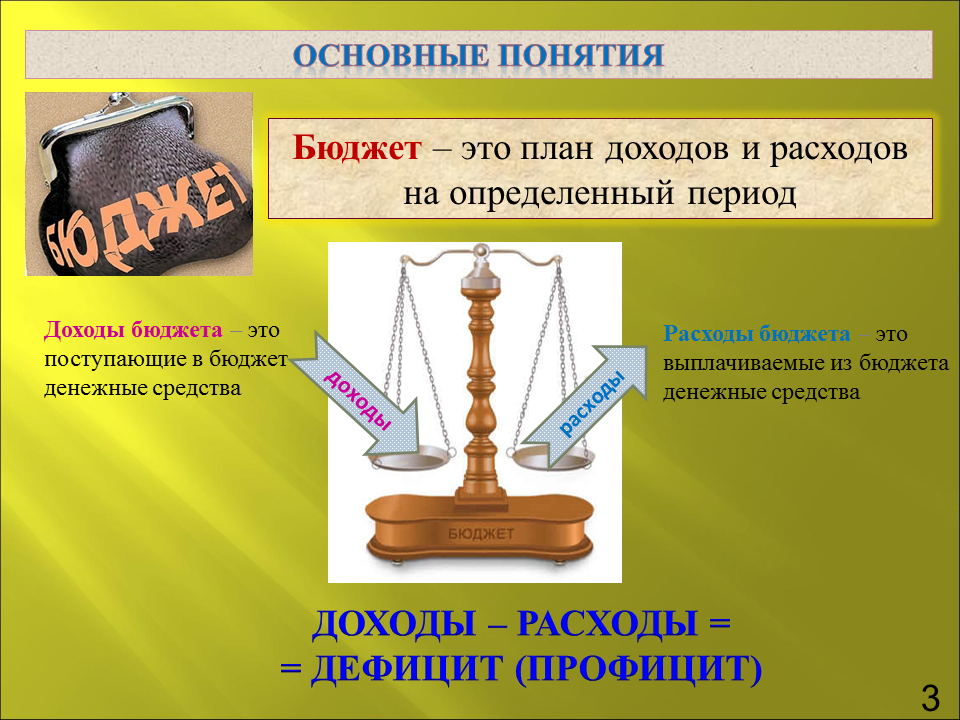 ОСНОВНЫЕ ПОНЯТИЯ
БЮДЖЕТ
Бюджет – это план доходов и расходов
на определенный период
Доходы бюджета – это
поступающие в бюджет
денежные средства
доходы
расходы
БЮДЖЕТ
Расходы бюджета это
выплачиваемые из бюджета
денежные средства
ДОХОДЫ – РАСХОДЫ =
= ДЕФИЦИТ (ПРОФИЦИТ)
3